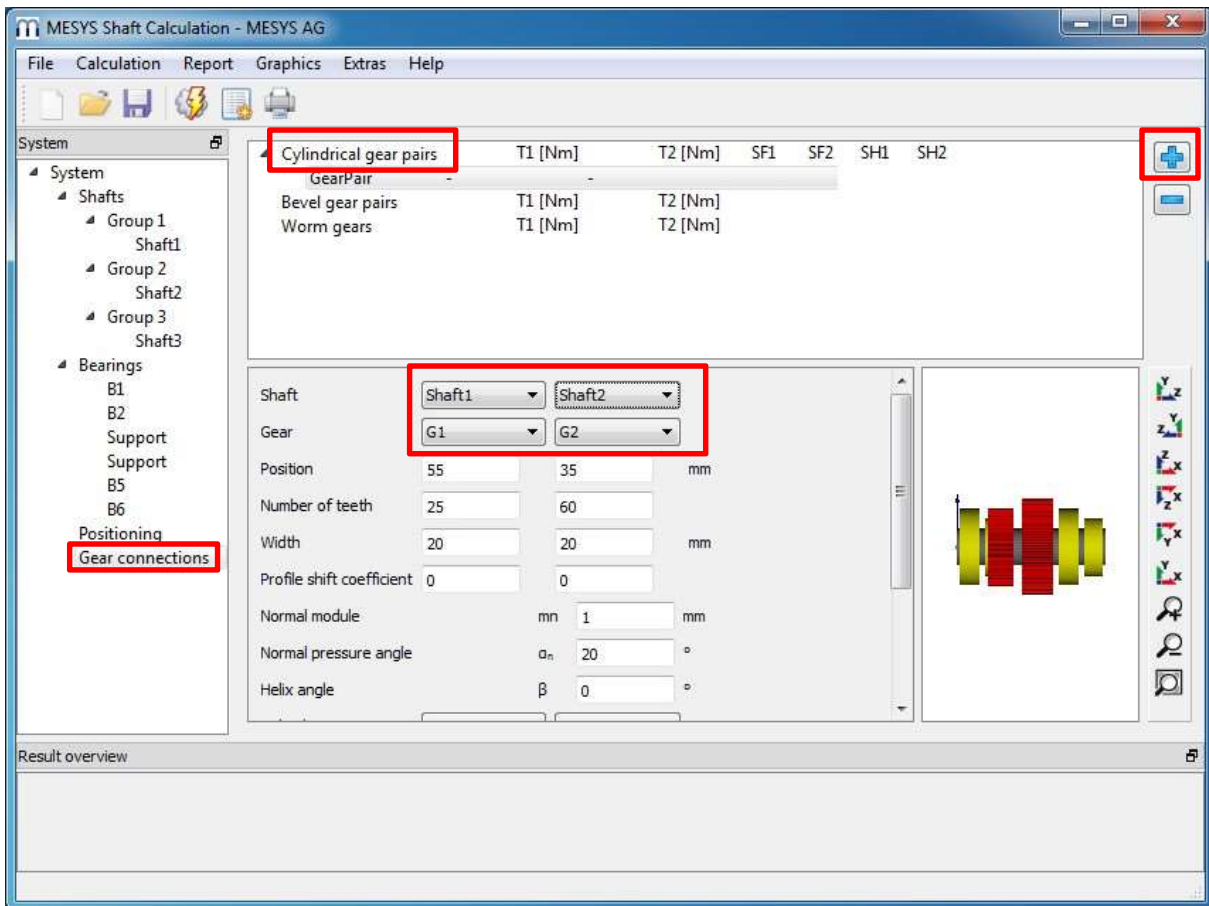 MESYS Shaft Calculation - MESYS AG
File Calculation Report Graphics Extras Help
System
System
Shafts
Group 1
Shaft1
Group 2
Shaft2
Group 3
Shaft3
Bearings
B1
B2
Support
Support
B5
B6
Positioning
Gear connections
Cylindrical gear pairs T1 [Nm] T2 [Nm] SF1 SF2 SH1 SH2
GearPair - -
Bevel gear pairs T1 [Nm] T2 [Nm]
Worm gears T1 [Nm] T2 [Nm]
Shaft Shaft1 Shaft2
Gear G1 G2
Position 55 35 mm
Number of teeth 25 60
Width 20 20 mm
Profile shift coefficient 0 0
Normal module mn 1 mm
Normal pressure angle αₙ 20 °
Helix angle β 0 °
Y z
z Y
z x
z x
Y x
Y x
Result overview